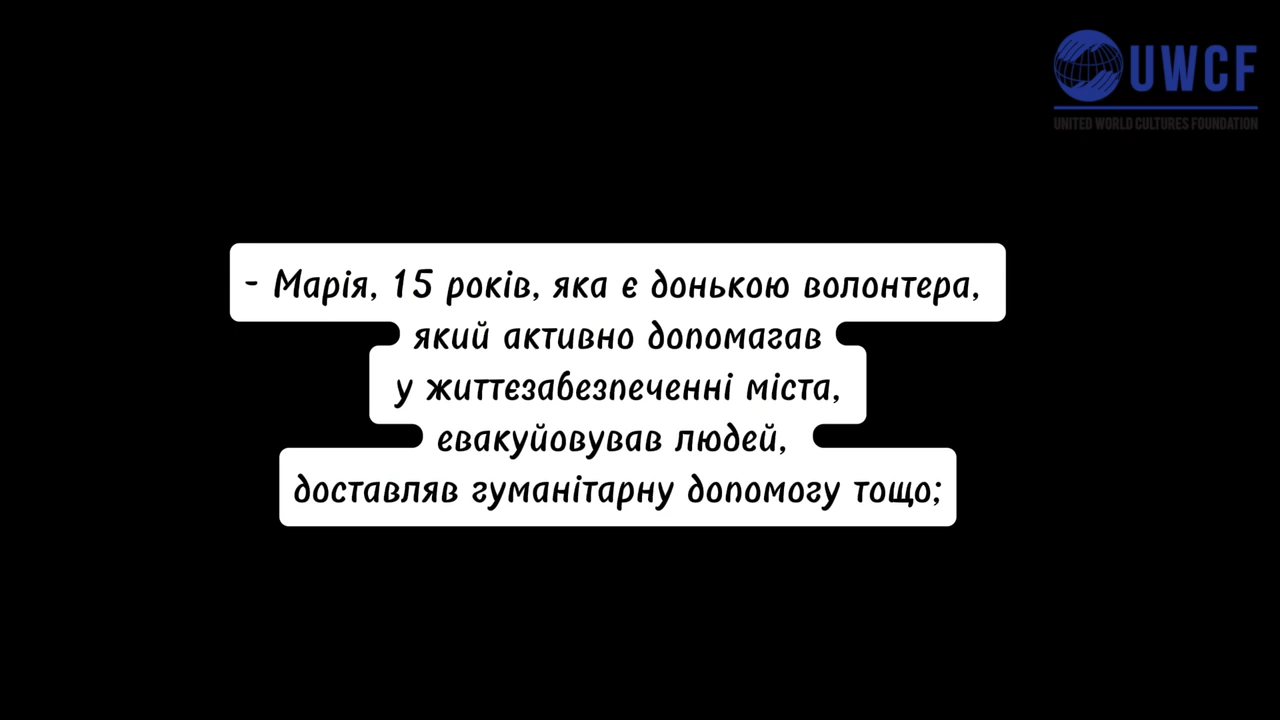 UWCF
UNITED WORLD CULTURES FOUNDATION
- Марія, 15 років, яка є донькою волонтера,
який активно допомагав
у життєзабезпеченні міста,
евакуйовував людей,
доставляв гуманітарну допомогу тощо;